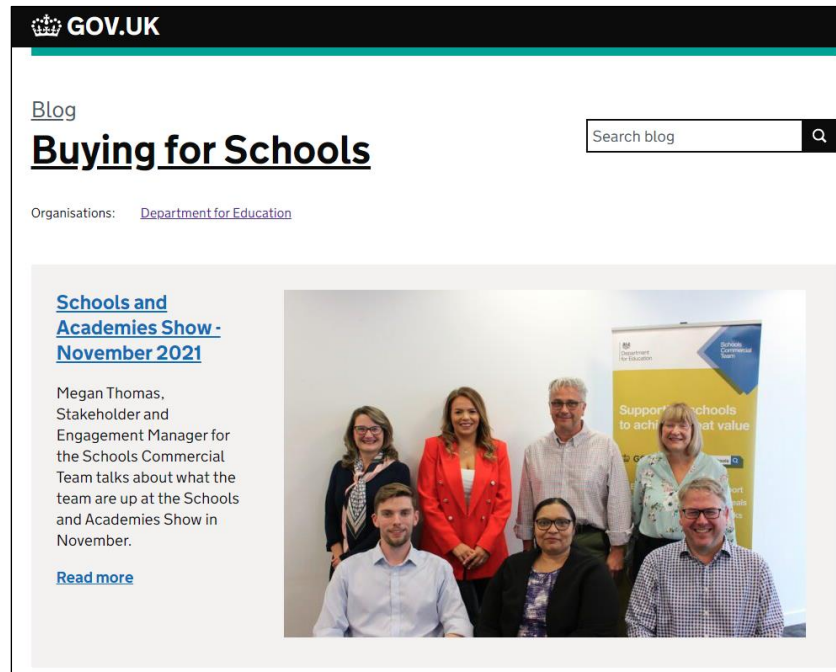 GOV.UK
Blog
Buying for Schools
Search blog
Organisations: Department for Education
Schools and
Academies Show -
November 2021
Megan Thomas,
Stakeholder and
Engagement Manager for
the Schools Commercial
Team talks about what the
team are up at the Schools
and Academies Show in
November.
Read more
Department
for Education
Schools
Commercial
Team